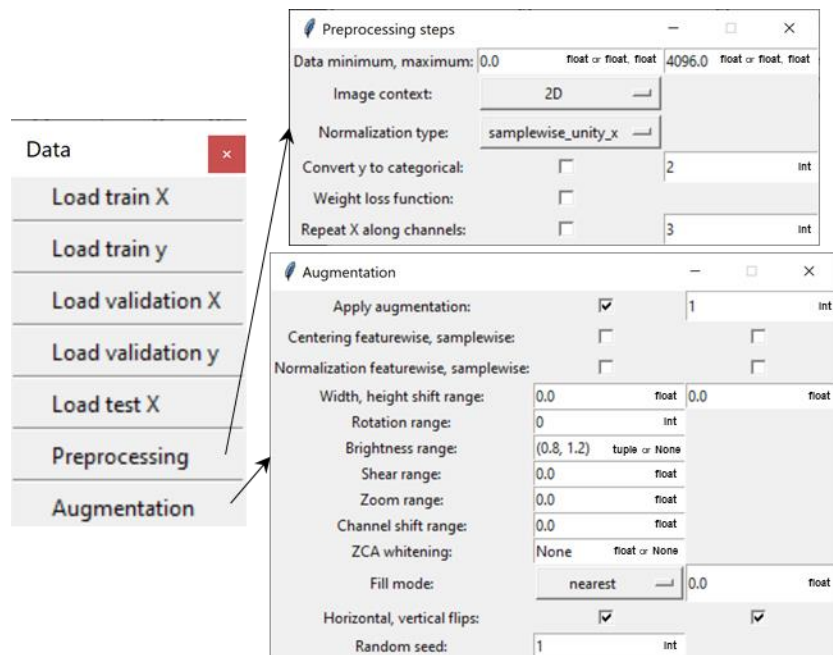 Data
×
Load train X
Load train y
Load validation X
Load validation y
Load test X
Preprocessing
Augmentation
Preprocessing steps
Data minimum, maximum: 0.0 float or float, float 4096.0 float or float, float
Image context: 2D
Normalization type: samplewise_unity_x
Convert y to categorical: 2 Int
Weight loss function:
Repeat X along channels: 3 Int
Augmentation
Apply augmentation: 1 Int
Centering featurewise, samplewise:
Normalization featurewise, samplewise:
Width, height shift range: 0.0 float 0.0 float
Rotation range: 0 Int
Brightness range: (0.8, 1.2) tuple or None
Shear range: 0.0 float
Zoom range: 0.0 float
Channel shift range: 0.0 float
ZCA whitening: None float or None
Fill mode: nearest 0.0 float
Horizontal, vertical flips:
Random seed: 1 Int